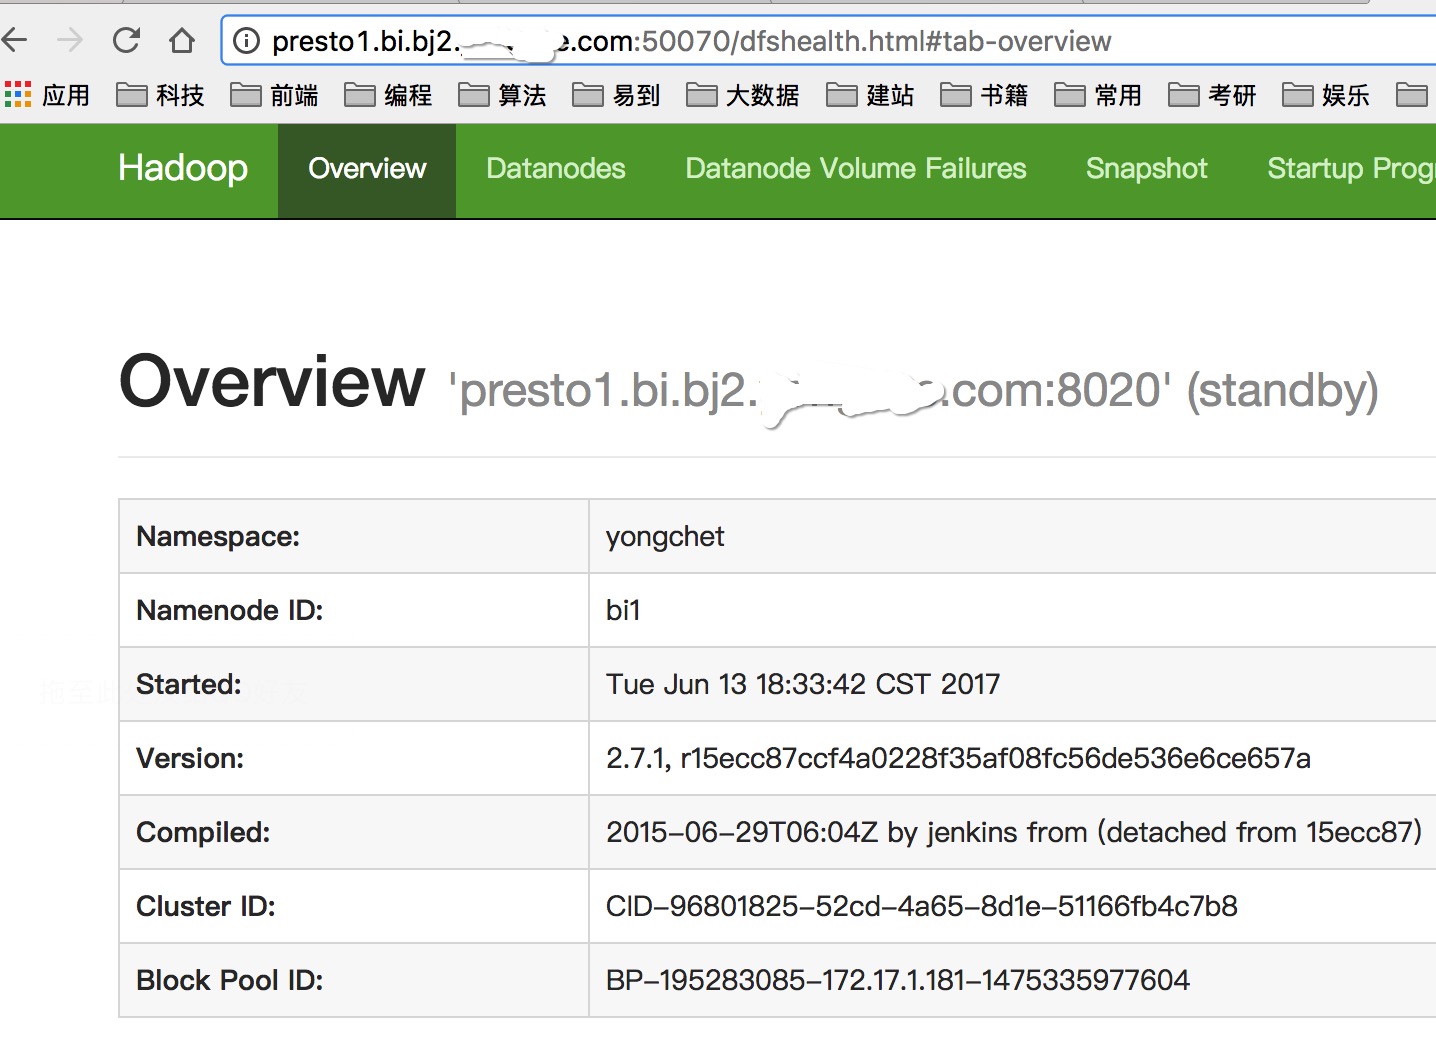 presto1.bi.bj2. e.com:50070/dfshealth.html#tab-overview
应用 科技 前端 编程 算法 易到 大数据 建站 书籍 常用 考研 娱乐
Hadoop Overview Datanodes Datanode Volume Failures Snapshot Startup Prog
Overview 'presto1.bi.bj2. .com:8020' (standby)
Namespace: yongchet
Namenode ID: bi1
Started: Tue Jun 13 18:33:42 CST 2017
Version: 2.7.1, r15ecc87ccf4a0228f35af08fc56de536e6ce657a
Compiled: 2015-06-29T06:04Z by jenkins from (detached from 15ecc87)
Cluster ID: CID-96801825-52cd-4a65-8d1e-51166fb4c7b8
Block Pool ID: BP-195283085-172.17.1.181-1475335977604